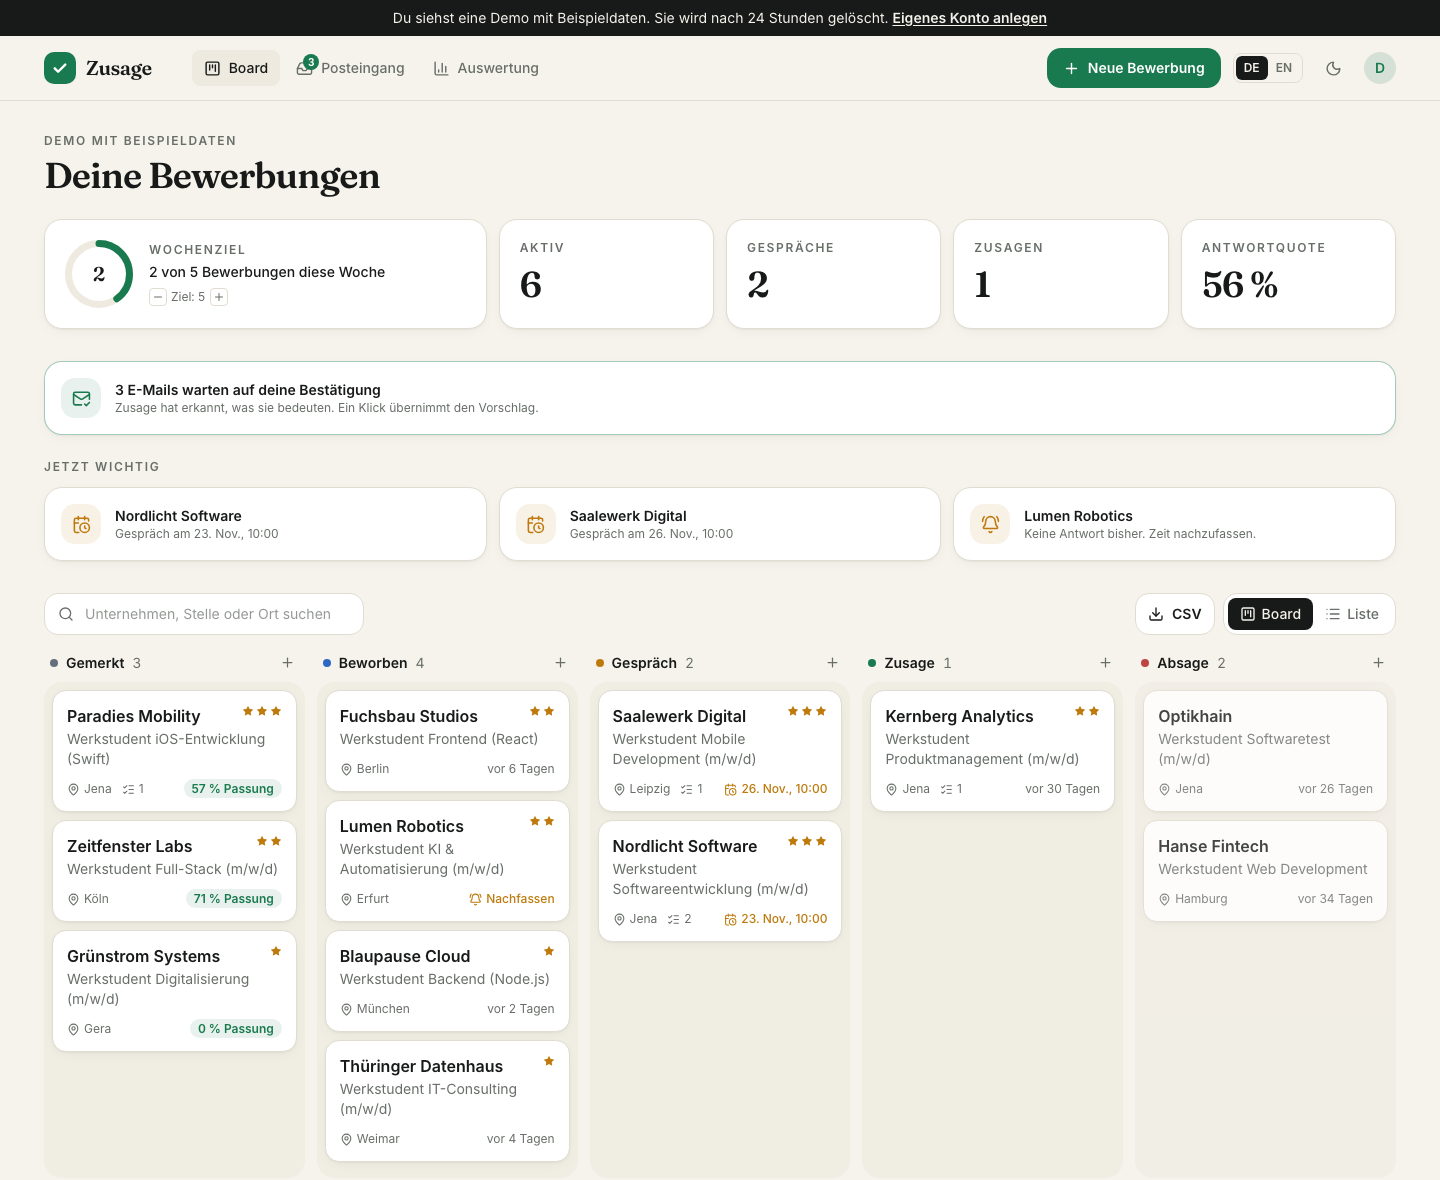 Du siehst eine Demo mit Beispieldaten. Sie wird nach 24 Stunden gelöscht. Eigenes Konto anlegen
Zusage
Board
3
Posteingang
Auswertung
Neue Bewerbung
DE
EN
D
DEMO MIT BEISPIELDATEN
Deine Bewerbungen
2
WOCHENZIEL
2 von 5 Bewerbungen diese Woche
Ziel: 5
AKTIV
6
GESPRÄCHE
2
ZUSAGEN
1
ANTWORTQUOTE
56 %
3 E-Mails warten auf deine Bestätigung
Zusage hat erkannt, was sie bedeuten. Ein Klick übernimmt den Vorschlag.
JETZT WICHTIG
Nordlicht Software
Gespräch am 23. Nov., 10:00
Saalewerk Digital
Gespräch am 26. Nov., 10:00
Lumen Robotics
Keine Antwort bisher. Zeit nachzufassen.
Unternehmen, Stelle oder Ort suchen
CSV
Board
Liste
Gemerkt 3
Paradies Mobility
Werkstudent iOS-Entwicklung
(Swift)
Jena 1 57 % Passung
Zeitfenster Labs
Werkstudent Full-Stack (m/w/d)
Köln 71 % Passung
Grünstrom Systems
Werkstudent Digitalisierung
(m/w/d)
Gera 0 % Passung
Beworben 4
Fuchsbau Studios
Werkstudent Frontend (React)
Berlin vor 6 Tagen
Lumen Robotics
Werkstudent KI &
Automatisierung (m/w/d)
Erfurt Nachfassen
Blaupause Cloud
Werkstudent Backend (Node.js)
München vor 2 Tagen
Thüringer Datenhaus
Werkstudent IT-Consulting
(m/w/d)
Weimar vor 4 Tagen
Gespräch 2
Saalewerk Digital
Werkstudent Mobile
Development (m/w/d)
Leipzig 1 26. Nov., 10:00
Nordlicht Software
Werkstudent
Softwareentwicklung (m/w/d)
Jena 2 23. Nov., 10:00
Zusage 1
Kernberg Analytics
Werkstudent
Produktmanagement (m/w/d)
Jena 1 vor 30 Tagen
Absage 2
Optikhain
Werkstudent Softwaretest
(m/w/d)
Jena vor 26 Tagen
Hanse Fintech
Werkstudent Web Development
Hamburg vor 34 Tagen